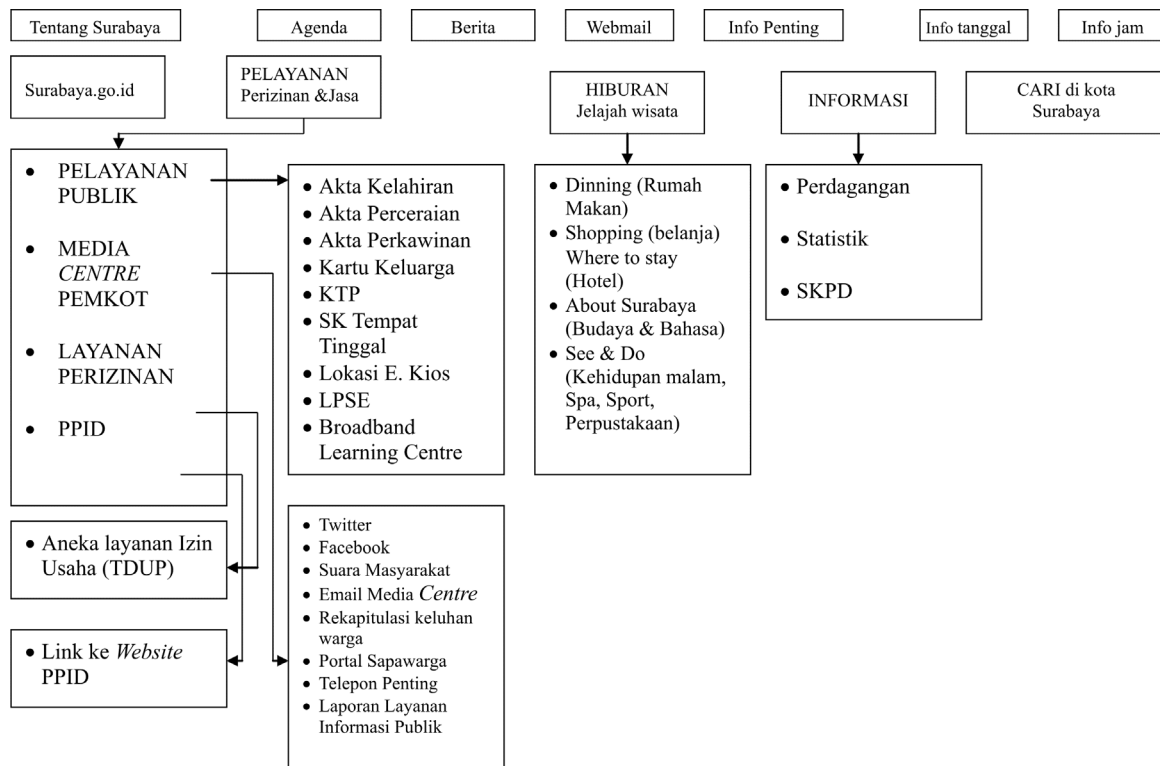 Tentang Surabaya
Agenda
Berita
Webmail
Info Penting
Info tanggal
Info jam
Surabaya.go.id
PELAYANAN
Perizinan &Jasa
HIBURAN
Jelajah wisata
INFORMASI
CARI di kota
Surabaya
• PELAYANAN
PUBLIK
• MEDIA
CENTRE
PEMKOT
• LAYANAN
PERIZINAN
• PPID
• Akta Kelahiran
• Akta Perceraian
• Akta Perkawinan
• Kartu Keluarga
• KTP
• SK Tempat
Tinggal
• Lokasi E. Kios
• LPSE
• Broadband
Learning Centre
• Dinning (Rumah
Makan)
• Shopping (belanja)
Where to stay
(Hotel)
• About Surabaya
(Budaya & Bahasa)
• See & Do
(Kehidupan malam,
Spa, Sport,
Perpustakaan)
• Perdagangan
• Statistik
• SKPD
• Aneka layanan Izin
Usaha (TDUP)
• Link ke Website
PPID
• Twitter
• Facebook
• Suara Masyarakat
• Email Media Centre
• Rekapitulasi keluhan
warga
• Portal Sapawarga
• Telepon Penting
• Laporan Layanan
Informasi Publik